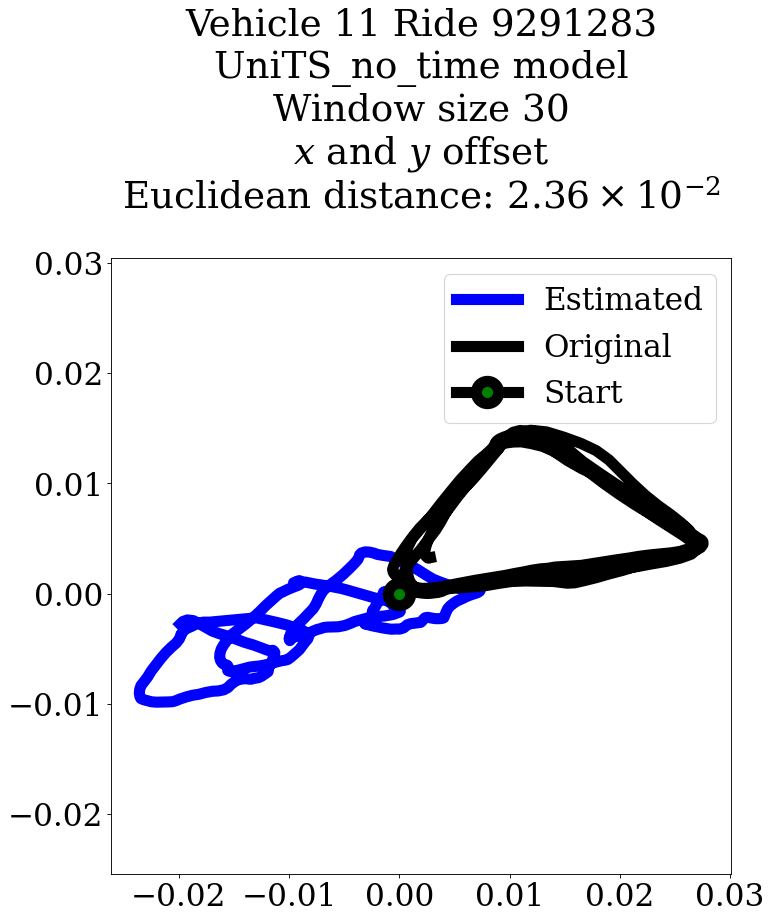 Vehicle 11 Ride 9291283
UniTS_no_time model
Window size 30
x and y offset
Euclidean distance: 2.36 × 10⁻²
0.03
0.02
0.01
0.00
−0.01
−0.02
Estimated
Original
Start
−0.02 −0.01 0.00 0.01 0.02 0.03